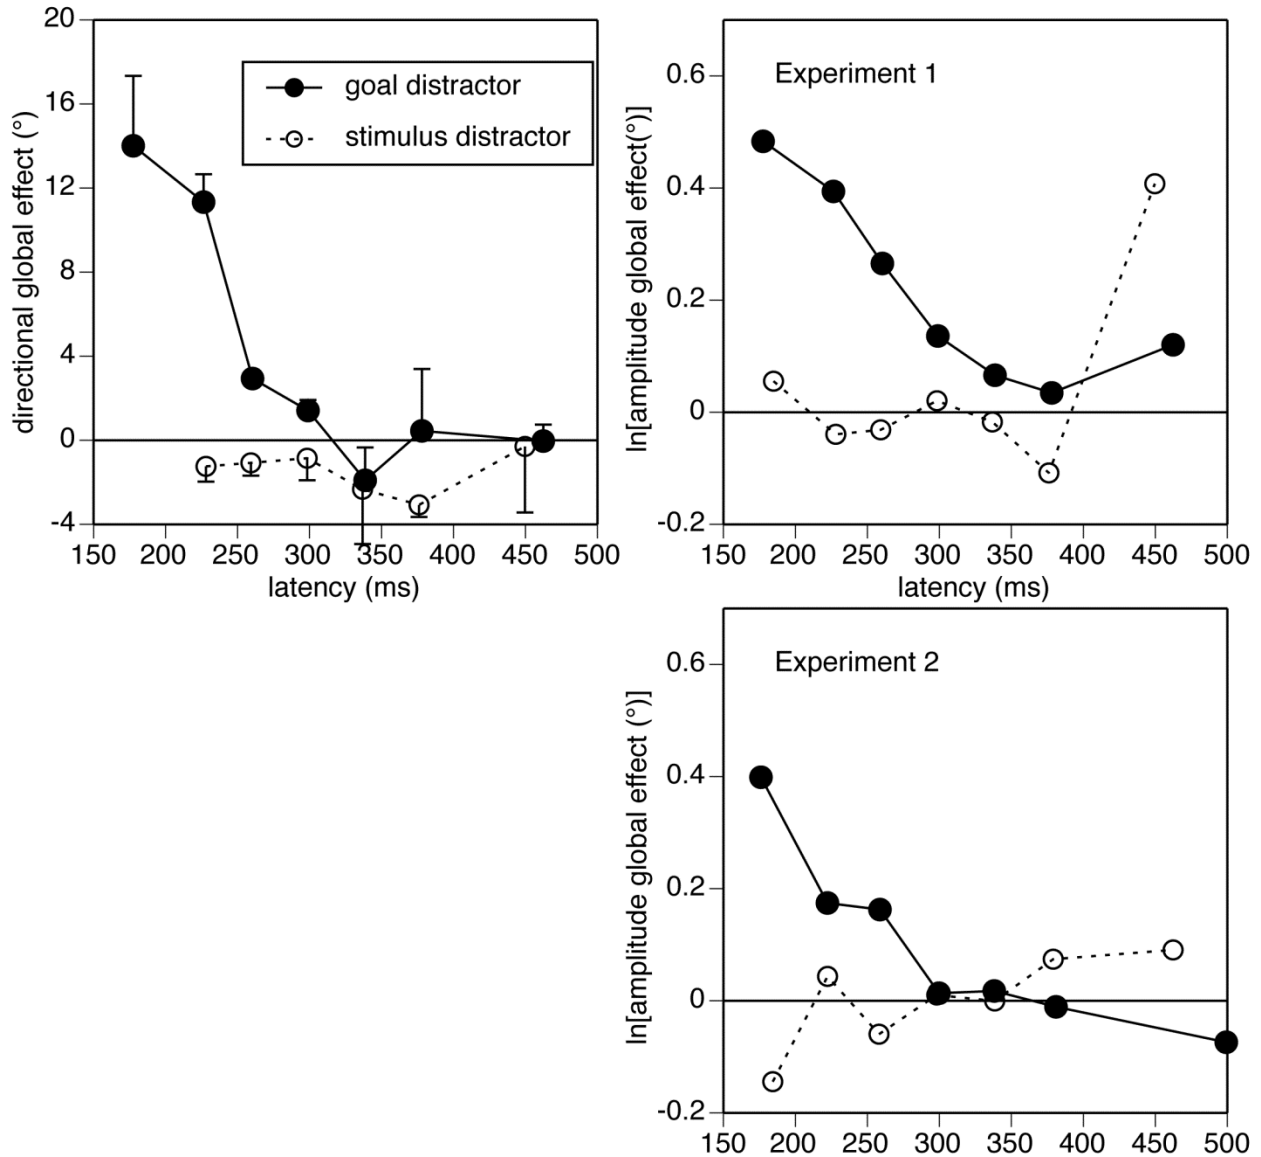 directional global effect (°)
20
16
12
8
4
0
-4
goal distractor
stimulus distractor
150 200 250 300 350 400 450 500
latency (ms)
ln[amplitude global effect(°)]
Experiment 1
0.6
0.4
0.2
0
-0.2
150 200 250 300 350 400 450 500
latency (ms)
ln[amplitude global effect (°)]
Experiment 2
0.6
0.4
0.2
0
-0.2
150 200 250 300 350 400 450 500